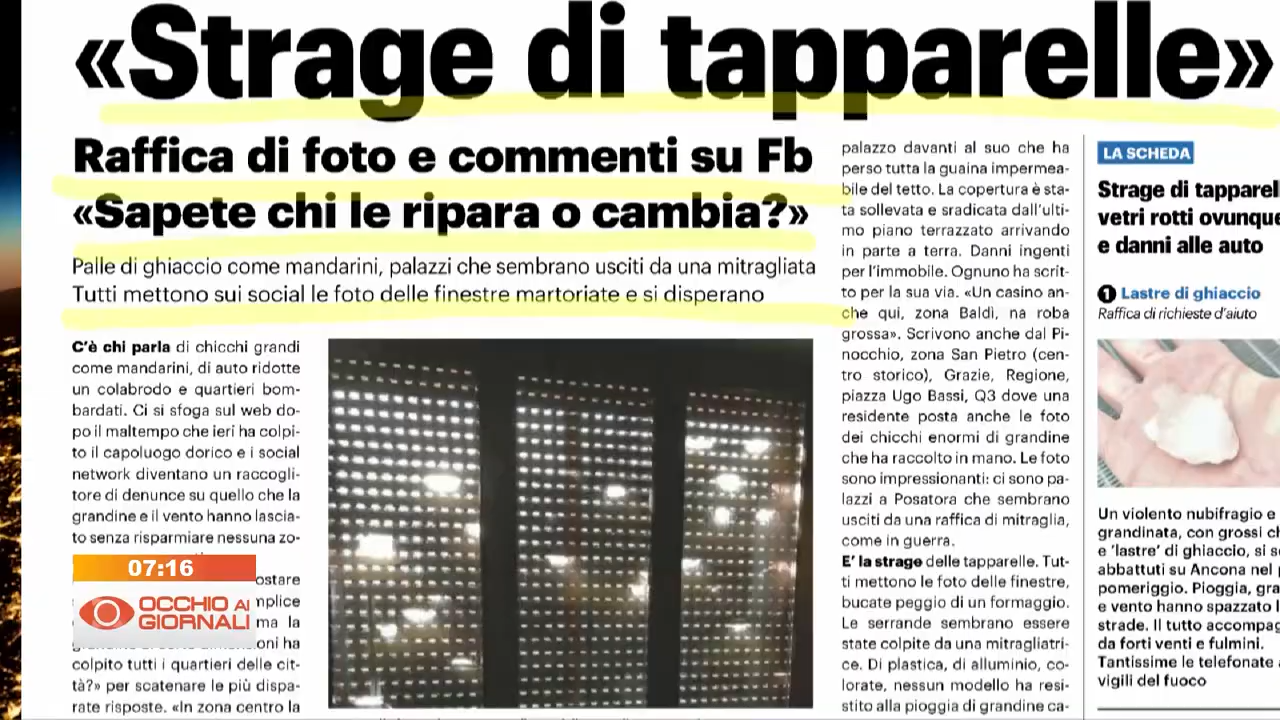 «Strage di tapparelle»
Raffica di foto e commenti su Fb
«Sapete chi le ripara o cambia?»
Palle di ghiaccio come mandarini, palazzi che sembrano usciti da una mitragliata
Tutti mettono sui social le foto delle finestre martoriate e si disperano
C'è chi parla di chicchi grandi
come mandarini, di auto ridotte
un colabrodo e quartieri bom-
bardati. Ci si sfoga sul web do-
po il maltempo che ieri ha colpi-
to il capoluogo dorico e i social
network diventano un raccogli-
tore di denunce su quello che la
grandine e il vento hanno lascia-
to senza risparmiare nessuna zo-
07:16
OCCHIO AI
GIORNALI
ma la
colpito tutti i quartieri delle cit-
tà?» per scatenare le più dispa-
rate risposte. «In zona centro la
palazzo davanti al suo che ha
perso tutta la guaina impermea-
bile del tetto. La copertura è sta-
ta sollevata e sradicata dall'ulti-
mo piano terrazzato arrivando
in parte a terra. Danni ingenti
per l'immobile. Ognuno ha scrit-
to per la sua via. «Un casino an-
che qui, zona Baldì, na roba
grossa». Scrivono anche dal Pi-
nocchio, zona San Pietro (cen-
tro storico), Grazie, Regione,
piazza Ugo Bassi, Q3 dove una
residente posta anche le foto
dei chicchi enormi di grandine
che ha raccolto in mano. Le foto
sono impressionanti: ci sono pa-
lazzi a Posatora che sembrano
usciti da una raffica di mitraglia,
come in guerra.
E' la strage delle tapparelle. Tut-
ti mettono le foto delle finestre,
bucate peggio di un formaggio.
Le serrande sembrano essere
state colpite da una mitragliatri-
ce. Di plastica, di alluminio, co-
lorate, nessun modello ha resi-
stito alla pioggia di grandine ca-
LA SCHEDA
Strage di tapparel
vetri rotti ovunque
e danni alle auto
1 Lastre di ghiaccio
Raffica di richieste d'aiuto
Un violento nubifragio e
grandinata, con grossi ch
e 'lastre' di ghiaccio, si s
abbattuti su Ancona nel p
pomeriggio. Pioggia, gra
e vento hanno spazzato l
strade. Il tutto accompag
da forti venti e fulmini.
Tantissime le telefonate a
vigili del fuoco